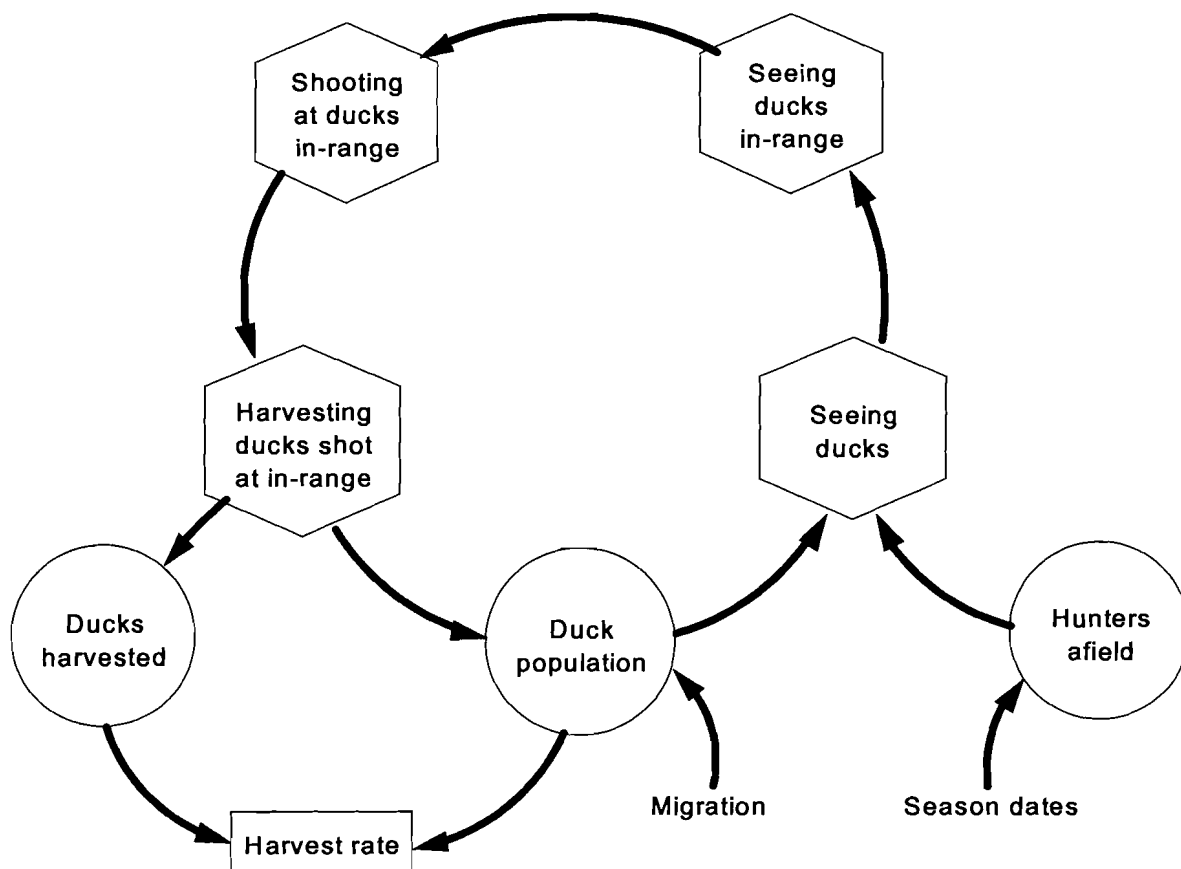 Shooting
at ducks
in-range
Seeing
ducks
in-range
Harvesting
ducks shot
at in-range
Seeing
ducks
Ducks
harvested
Duck
population
Hunters
afield
Migration
Season dates
Harvest rate